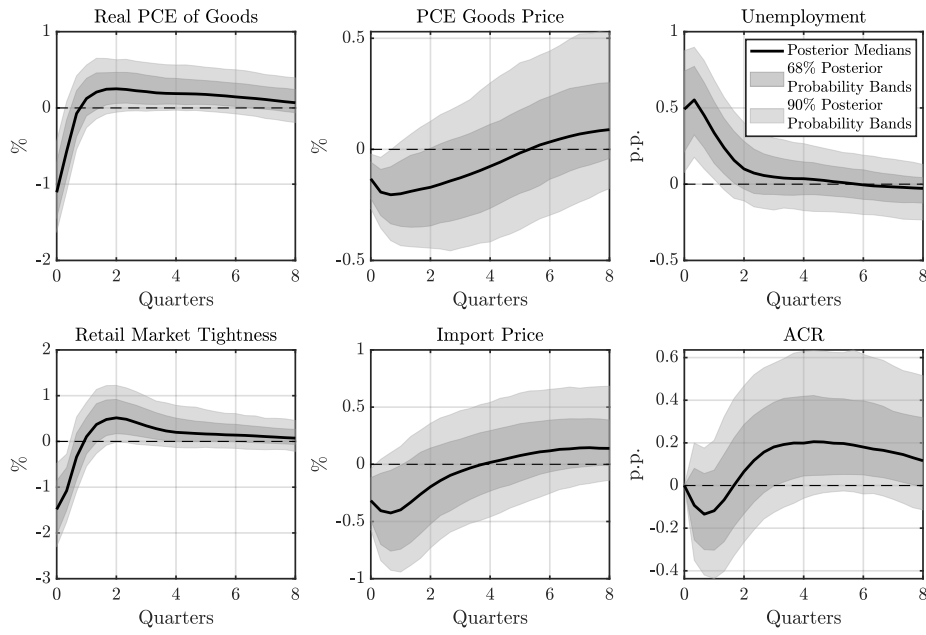 Real PCE of Goods
1
0
-1
-2
%
0 2 4 6 8
Quarters
PCE Goods Price
0.5
0
-0.5
%
0 2 4 6 8
Quarters
Unemployment
1
0.5
0
-0.5
p.p.
Posterior Medians
68% Posterior
Probability Bands
90% Posterior
Probability Bands
0 2 4 6 8
Quarters
Retail Market Tightness
2
1
0
-1
-2
-3
%
0 2 4 6 8
Quarters
Import Price
1
0.5
0
-0.5
-1
%
0 2 4 6 8
Quarters
ACR
0.6
0.4
0.2
0
-0.2
-0.4
p.p.
0 2 4 6 8
Quarters